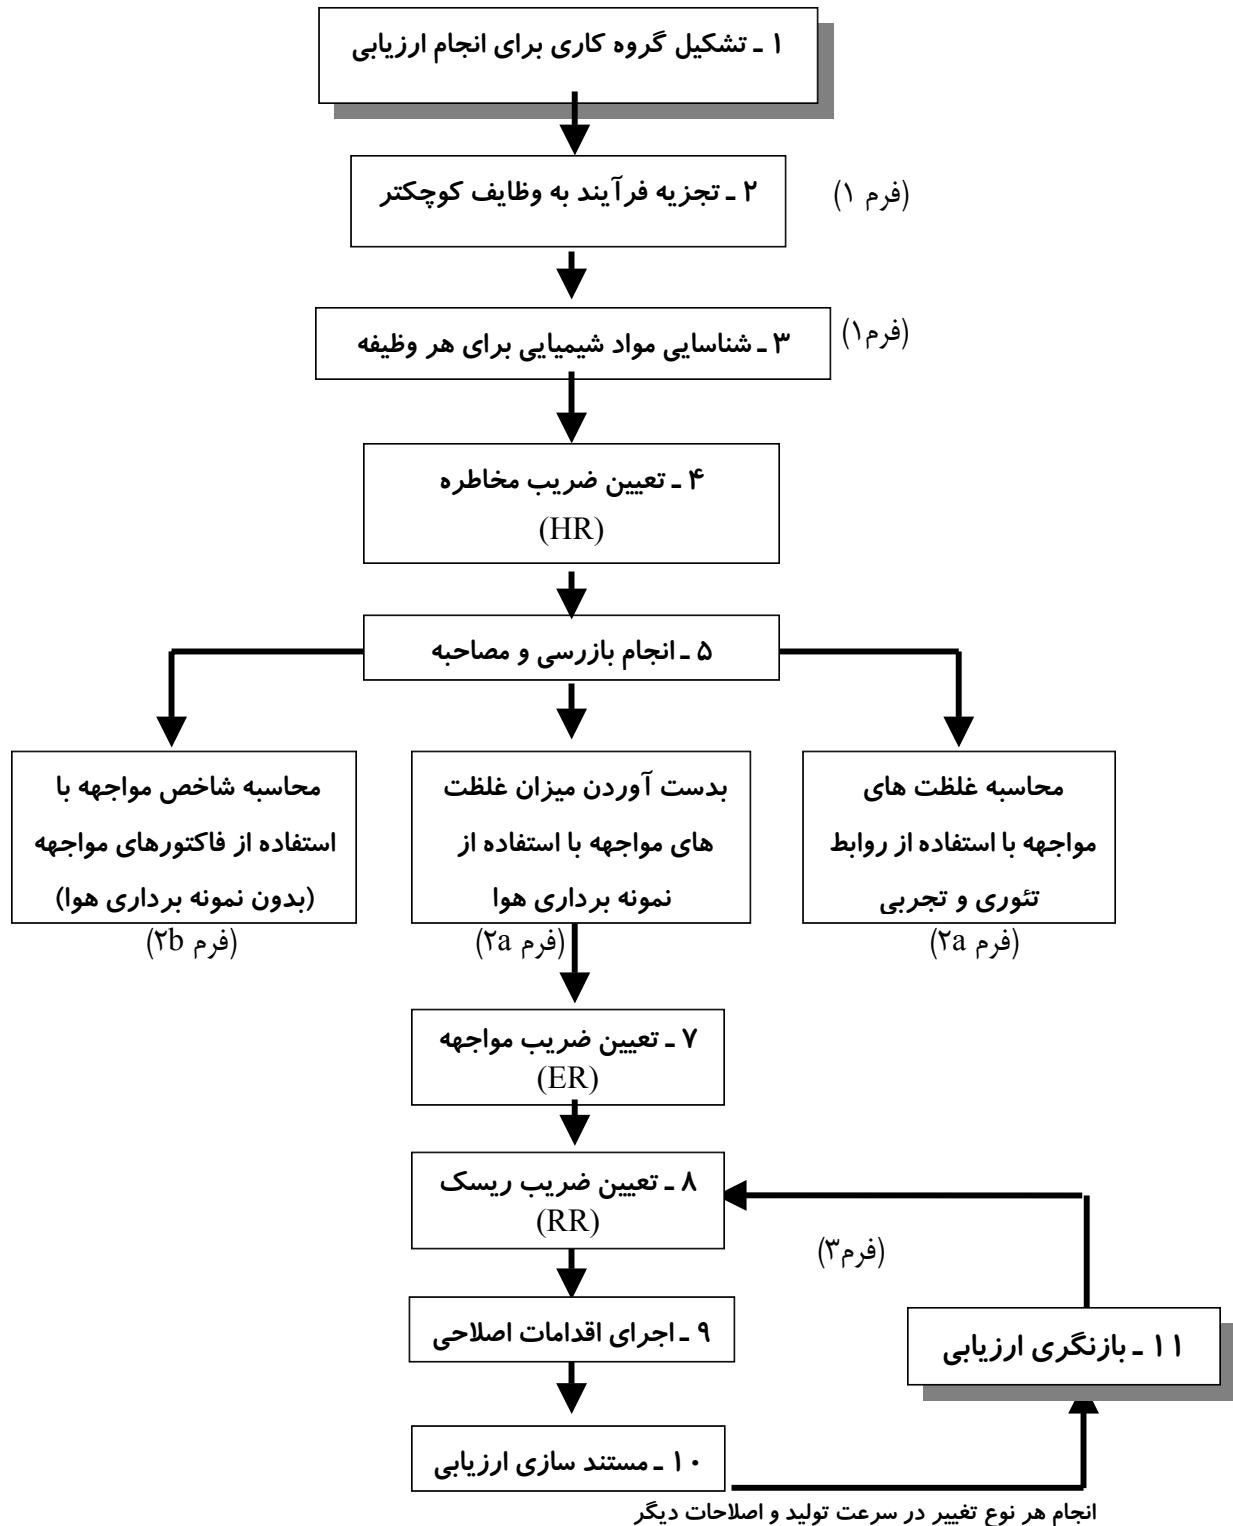 ۱ ـ تشکیل گروه کاری برای انجام ارزیابی
۲ ـ تجزیه فرآیند به وظایف کوچکتر
(فرم ۱)
۳ ـ شناسایی مواد شیمیایی برای هر وظیفه
(فرم۱)
۴ ـ تعیین ضریب مخاطره
(HR)
۵ ـ انجام بازرسی و مصاحبه
محاسبه غلظت های
مواجهه با استفاده از روابط
تئوری و تجربی
(فرم ۲a)
بدست آوردن میزان غلظت
های مواجهه با استفاده از
نمونه برداری هوا
(فرم ۲a)
محاسبه شاخص مواجهه با
استفاده از فاکتورهای مواجهه
(بدون نمونه برداری هوا)
(فرم ۲b)
۷ ـ تعیین ضریب مواجهه
(ER)
۸ ـ تعیین ضریب ریسک
(RR)
(فرم۳)
۹ ـ اجرای اقدامات اصلاحی
۱۱ ـ بازنگری ارزیابی
۱۰ ـ مستند سازی ارزیابی
انجام هر نوع تغییر در سرعت تولید و اصلاحات دیگر